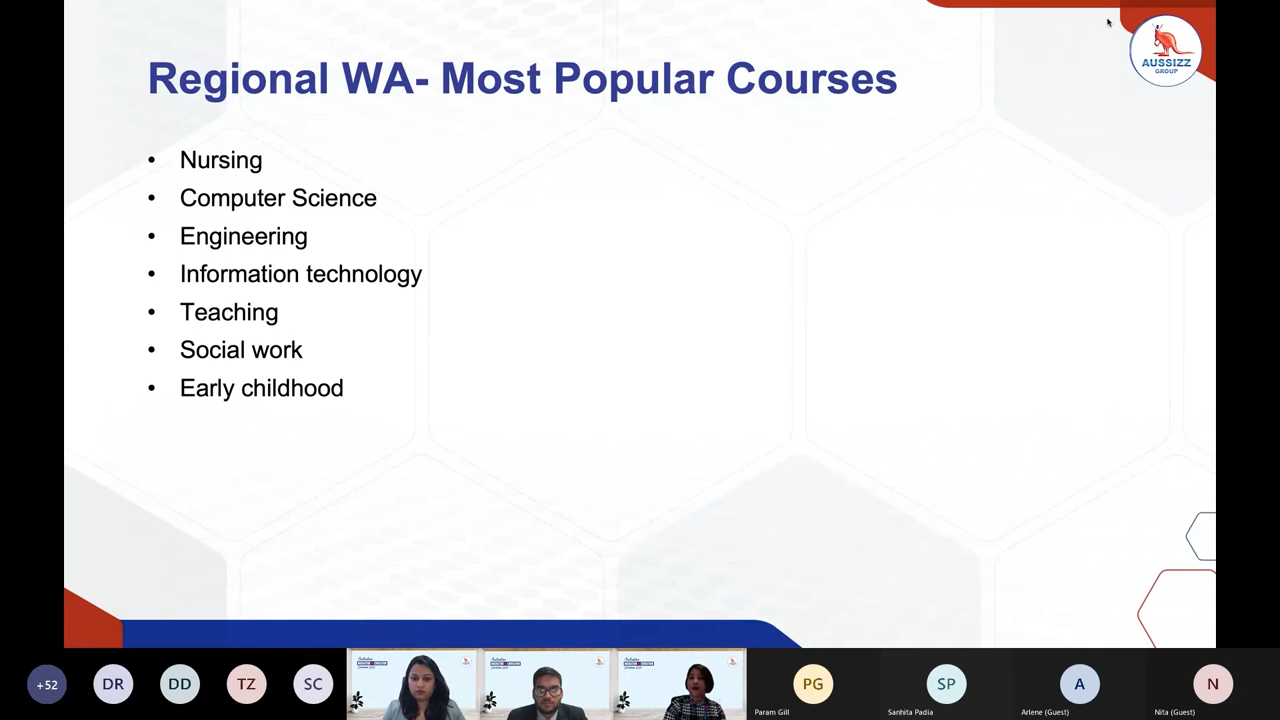 Regional WA- Most Popular Courses
AUSSIZZ
GROUP
• Nursing
• Computer Science
• Engineering
• Information technology
• Teaching
• Social work
• Early childhood
+52
DR
DD
TZ
SC
PG
Param Gill
SP
Sanhita Padia
A
Arlene (Guest)
N
Nita (Guest)